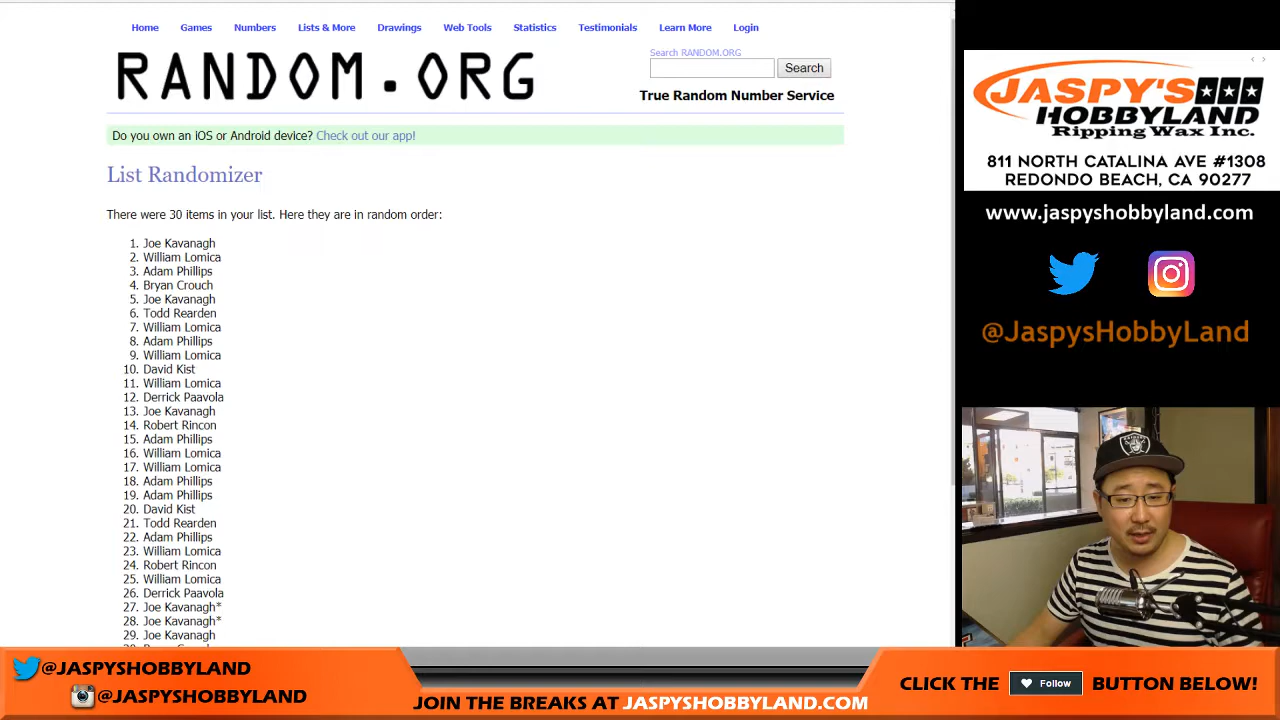 Home Games Numbers Lists & More Drawings Web Tools Statistics Testimonials Learn More Login
RANDOM.ORG
Search RANDOM.ORG
Search
True Random Number Service
Do you own an iOS or Android device? Check out our app!
List Randomizer
There were 30 items in your list. Here they are in random order:
1. Joe Kavanagh
2. William Lomica
3. Adam Phillips
4. Bryan Crouch
5. Joe Kavanagh
6. Todd Rearden
7. William Lomica
8. Adam Phillips
9. William Lomica
10. David Kist
11. William Lomica
12. Derrick Paavola
13. Joe Kavanagh
14. Robert Rincon
15. Adam Phillips
16. William Lomica
17. William Lomica
18. Adam Phillips
19. Adam Phillips
20. David Kist
21. Todd Rearden
22. Adam Phillips
23. William Lomica
24. Robert Rincon
25. William Lomica
26. Derrick Paavola
27. Joe Kavanagh*
28. Joe Kavanagh*
29. Joe Kavanagh
JASPY'S
HOBBYLAND
Ripping Wax Inc.
811 NORTH CATALINA AVE #1308
REDONDO BEACH, CA 90277
www.jaspyshobbyland.com
@JaspysHobbyLand
@JASPYSHOBBYLAND
@JASPYSHOBBYLAND
JOIN THE BREAKS AT JASPYSHOBBYLAND.COM
CLICK THE Follow BUTTON BELOW!